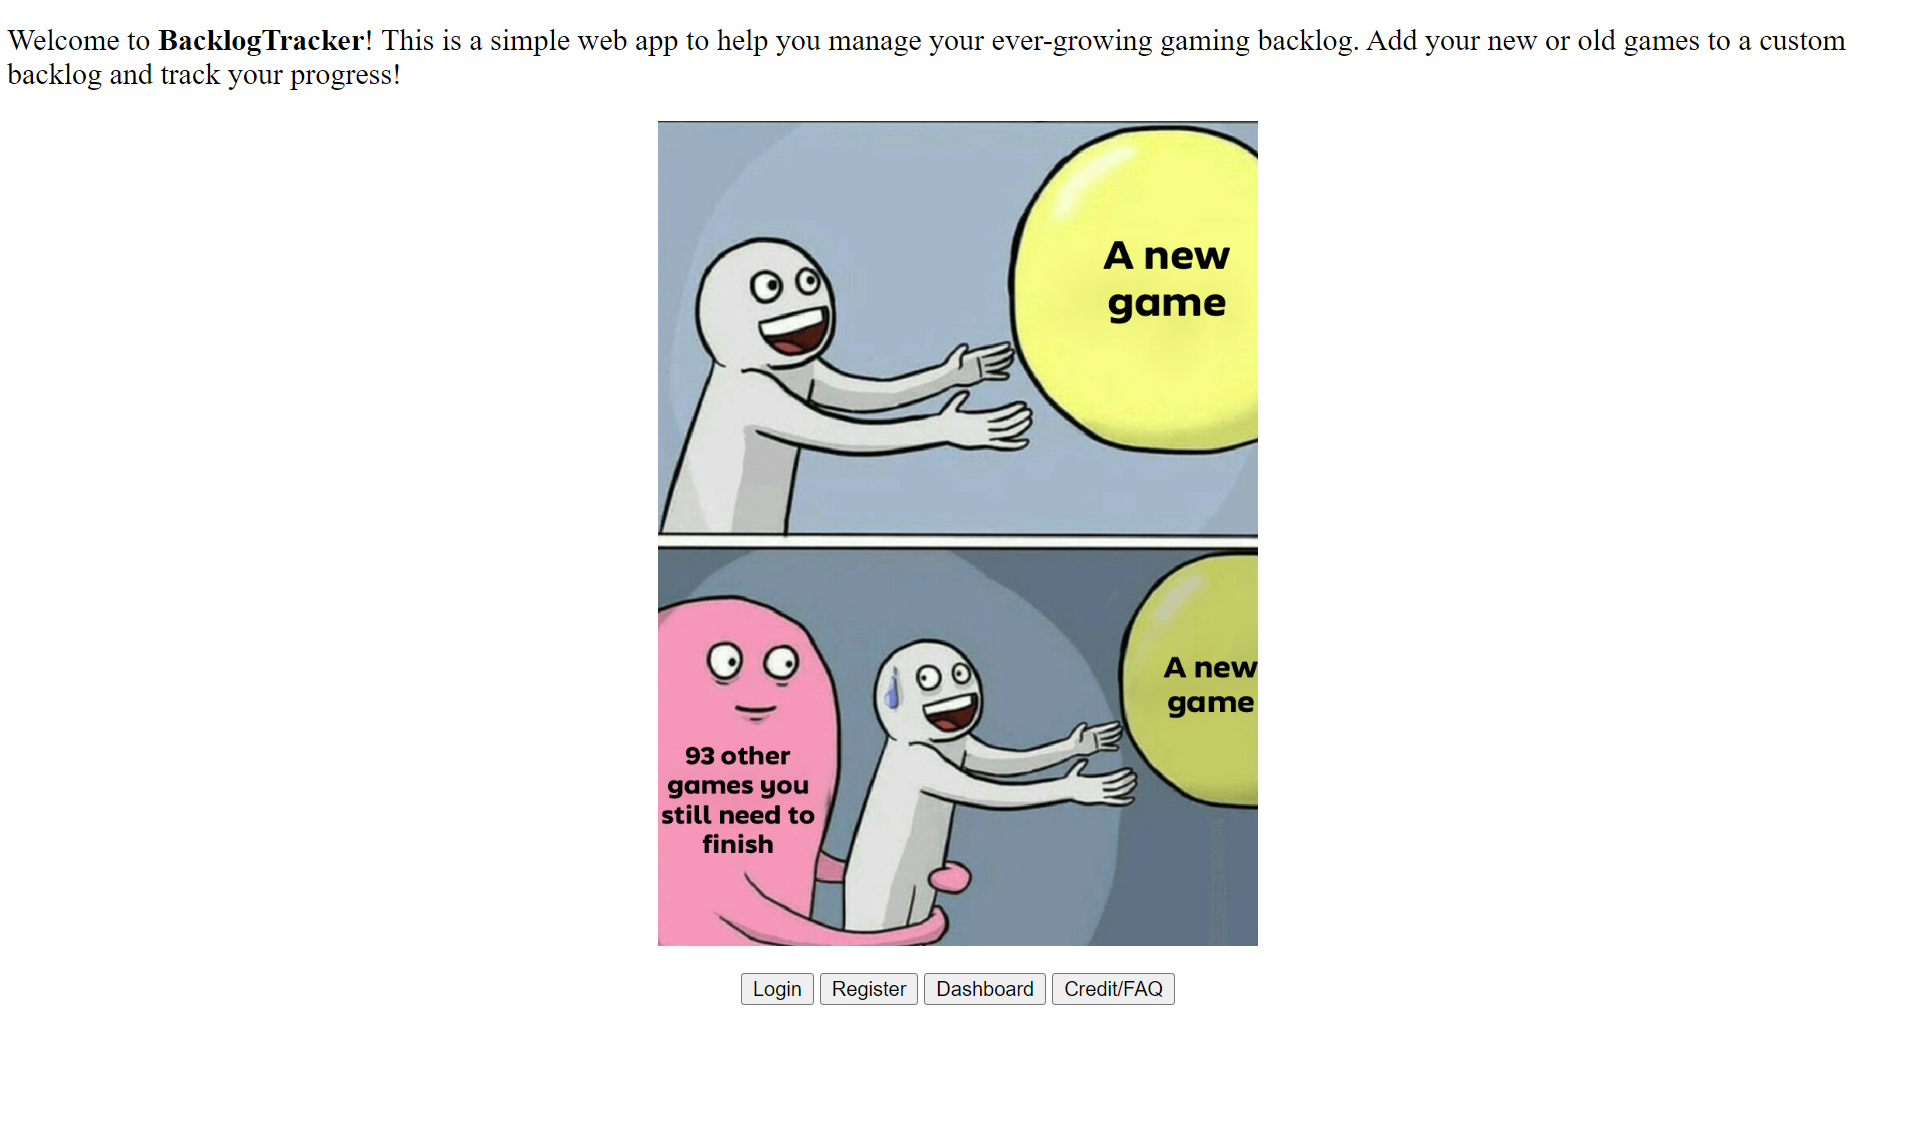 Welcome to BacklogTracker! This is a simple web app to help you manage your ever-growing gaming backlog. Add your new or old games to a custom
backlog and track your progress!
A new
game
A new
game
93 other
games you
still need to
finish
Login Register Dashboard Credit/FAQ